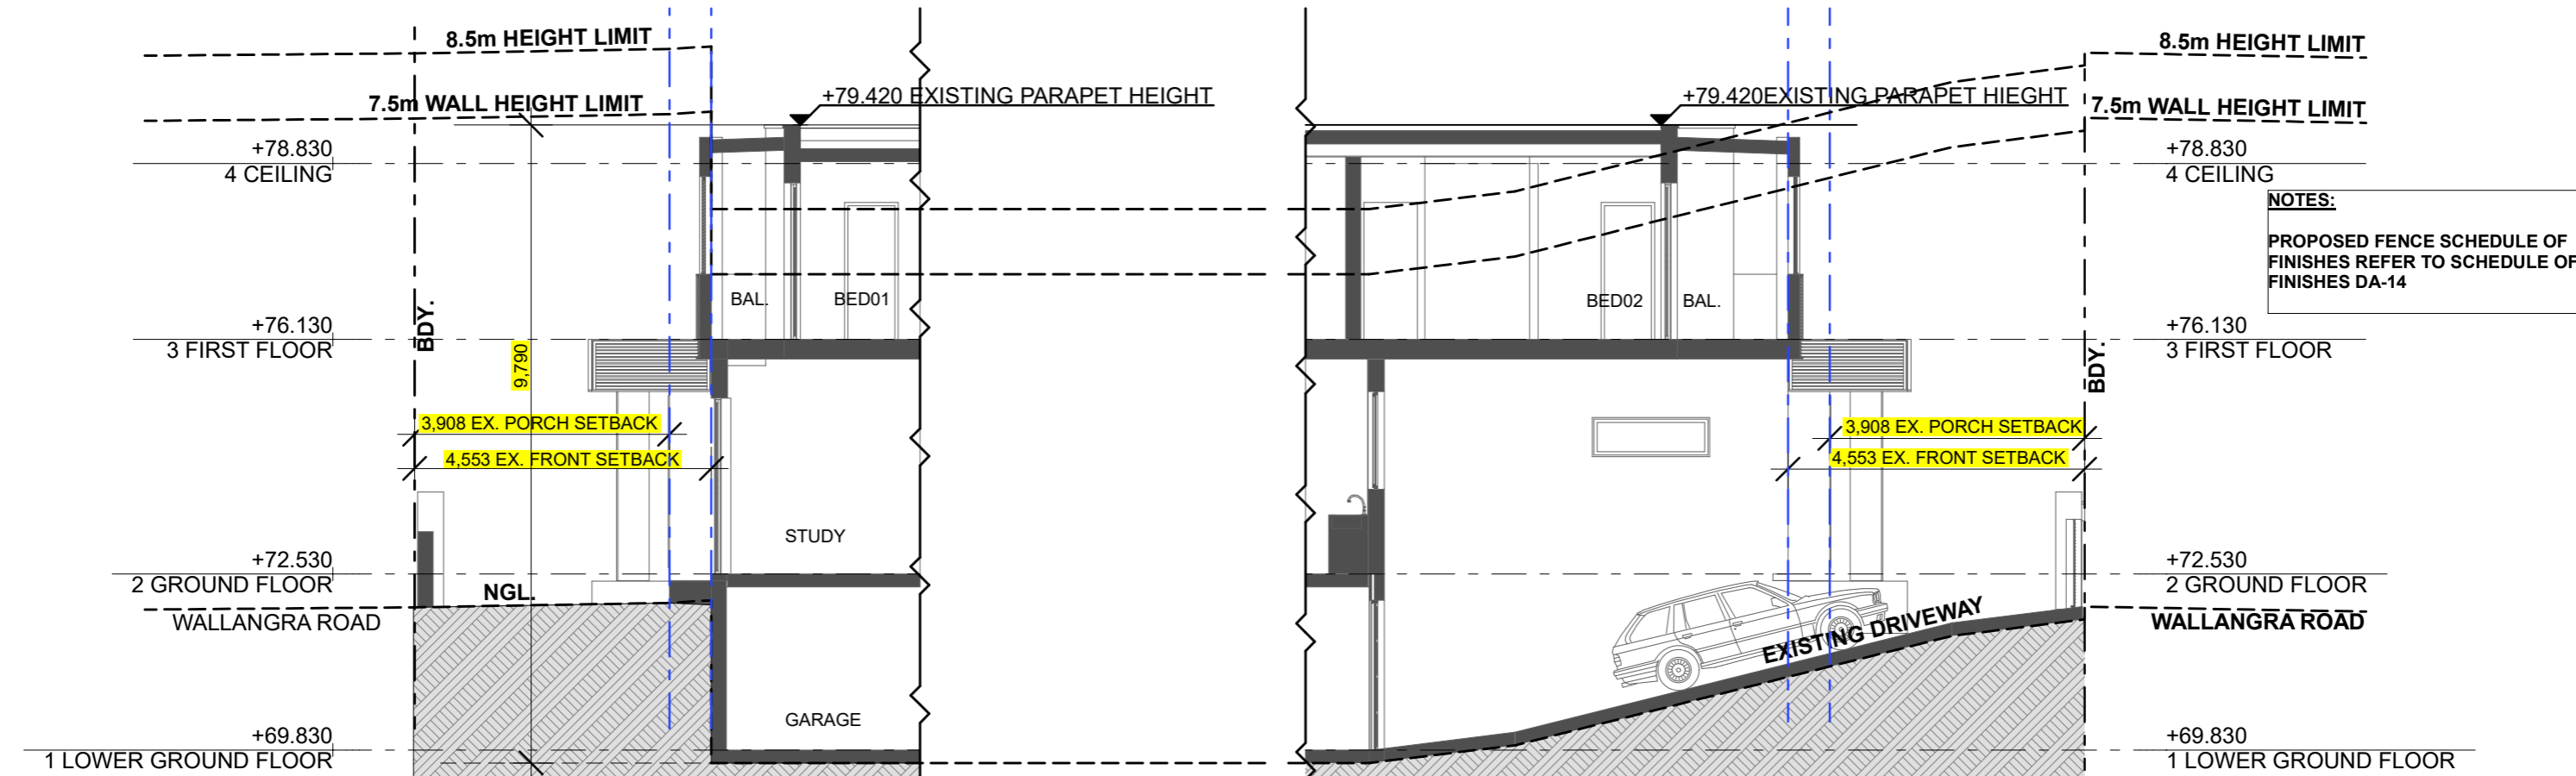 8.5m HEIGHT LIMIT
7.5m WALL HEIGHT LIMIT
+79.420 EXISTING PARAPET HEIGHT
+78.830
4 CEILING
BAL.
BED01
BDY.
+76.130
3 FIRST FLOOR
9,790
3,908 EX. PORCH SETBACK
4,553 EX. FRONT SETBACK
STUDY
+72.530
2 GROUND FLOOR
NGL.
WALLANGRA ROAD
GARAGE
+69.830
1 LOWER GROUND FLOOR
8.5m HEIGHT LIMIT
+79.420EXISTING PARAPET HIEGHT
7.5m WALL HEIGHT LIMIT
+78.830
4 CEILING
NOTES:
PROPOSED FENCE SCHEDULE OF
FINISHES REFER TO SCHEDULE OF
FINISHES DA-14
BED02
BAL.
+76.130
3 FIRST FLOOR
BDY.
3,908 EX. PORCH SETBACK
4,553 EX. FRONT SETBACK
+72.530
2 GROUND FLOOR
EXISTING DRIVEWAY
WALLANGRA ROAD
+69.830
1 LOWER GROUND FLOOR